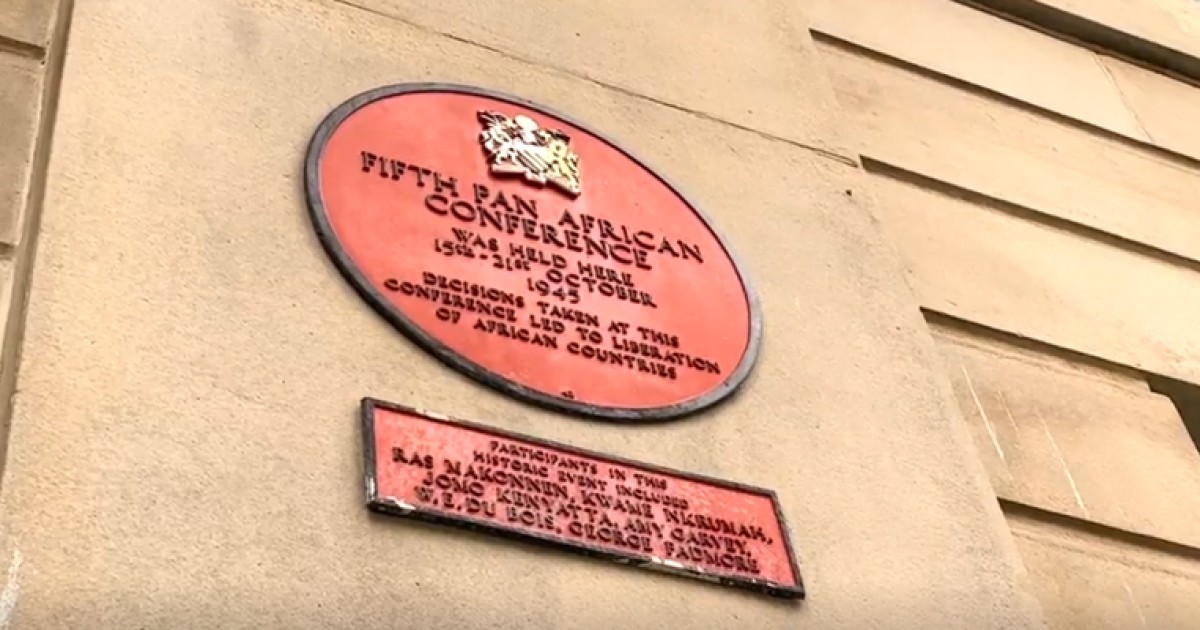 FIFTH PAN AFRICAN
CONFERENCE
WAS HELD HERE
15th-21st OCTOBER
1945
DECISIONS TAKEN AT THIS
CONFERENCE LED TO LIBERATION
OF AFRICAN COUNTRIES
PARTICIPANTS IN THIS
HISTORIC EVENT INCLUDED
RAS MAKONNEN, KWAME NKRUMAH,
JOMO KENYATTA, AMY GARVEY,
W.E.DU BOIS, GEORGE PADMORE